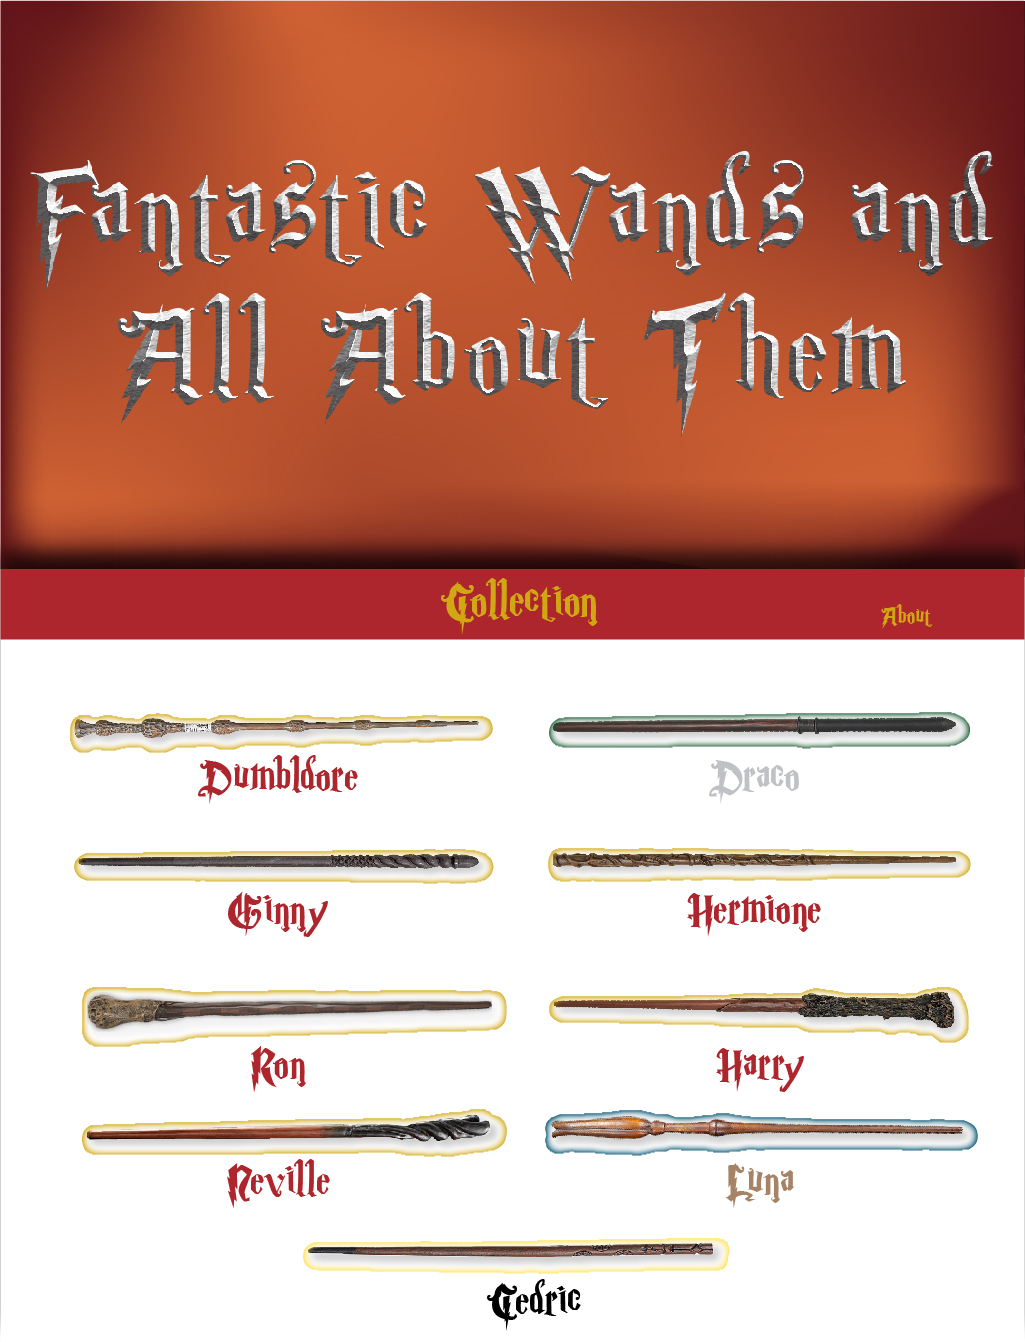 Fantastic Wands and
All About Them
Collection
About
Dumbldore
Draco
Ginny
Hermione
Ron
Harry
Neville
Luna
Cedric